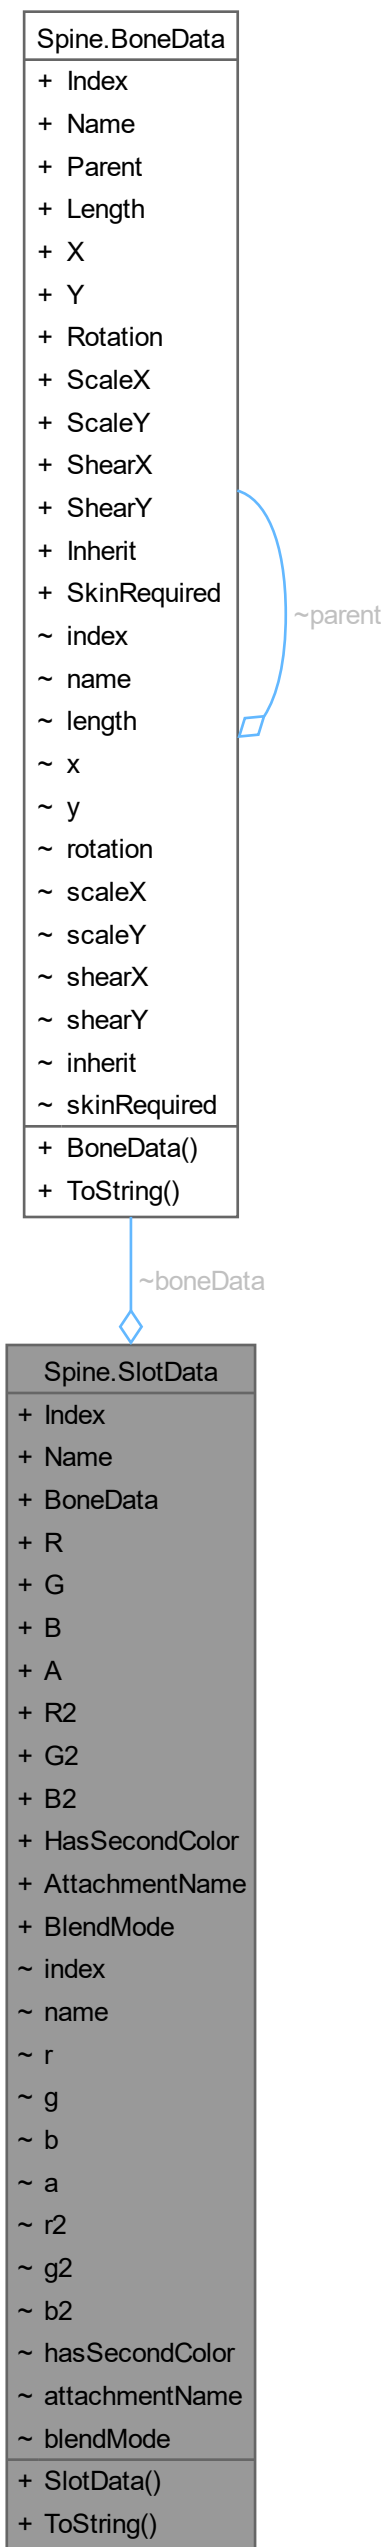 Spine.BoneData
+ Index
+ Name
+ Parent
+ Length
+ X
+ Y
+ Rotation
+ ScaleX
+ ScaleY
+ ShearX
+ ShearY
+ Inherit
+ SkinRequired
~ index
~ name
~ length
~ x
~ y
~ rotation
~ scaleX
~ scaleY
~ shearX
~ shearY
~ inherit
~ skinRequired
+ BoneData()
+ ToString()
~parent
~boneData
Spine.SlotData
+ Index
+ Name
+ BoneData
+ R
+ G
+ B
+ A
+ R2
+ G2
+ B2
+ HasSecondColor
+ AttachmentName
+ BlendMode
~ index
~ name
~ r
~ g
~ b
~ a
~ r2
~ g2
~ b2
~ hasSecondColor
~ attachmentName
~ blendMode
+ SlotData()
+ ToString()